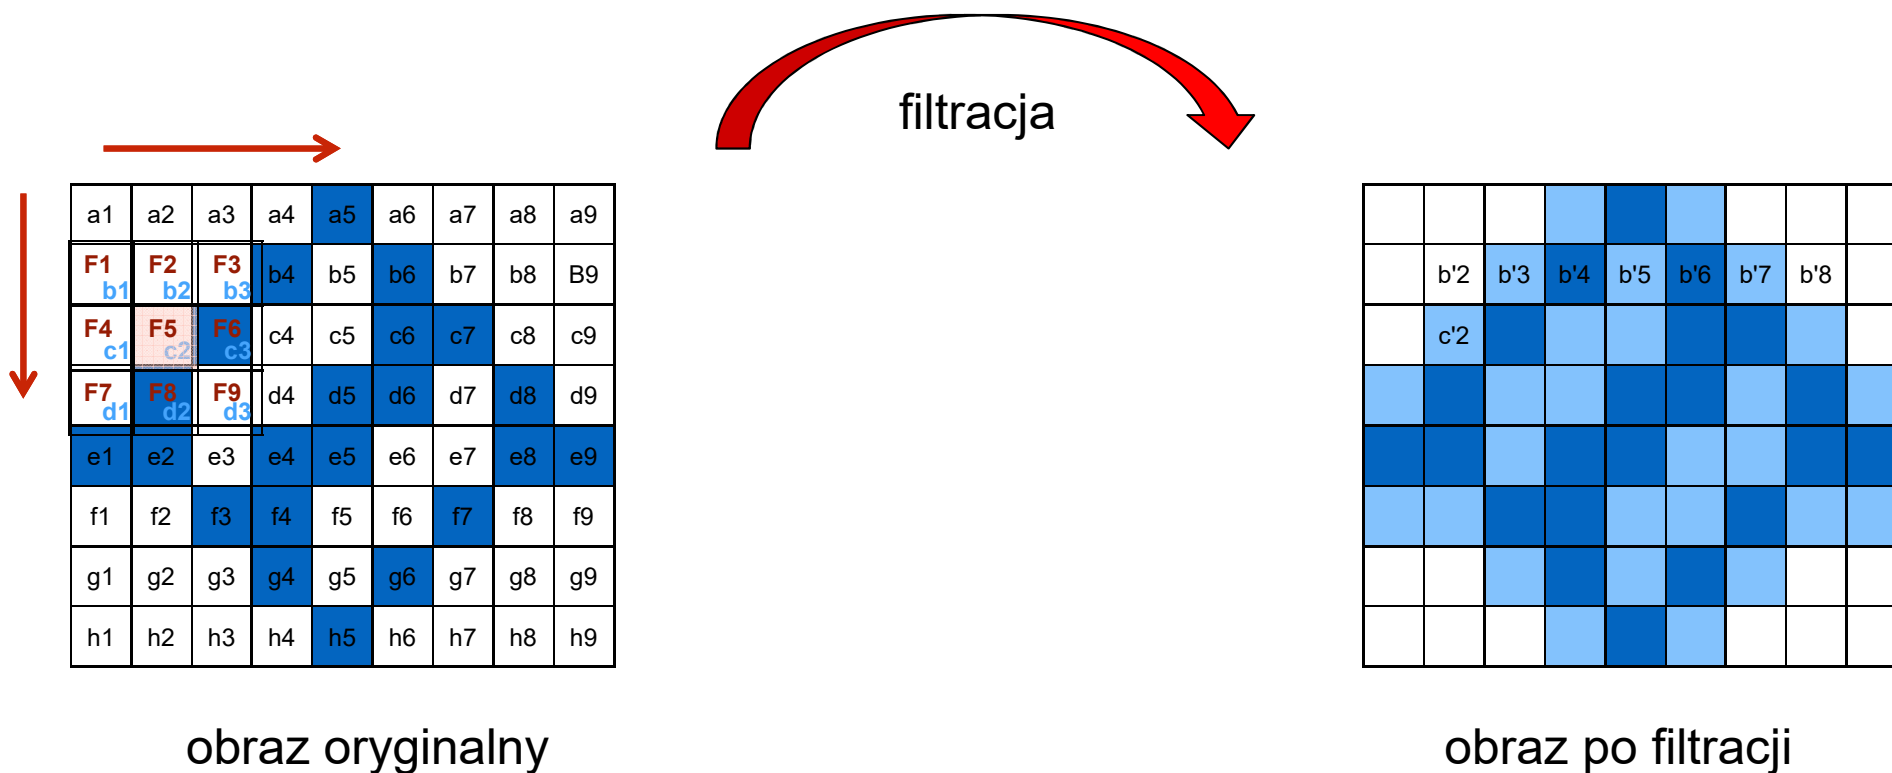 filtracja
a1 a2 a3 a4 a5 a6 a7 a8 a9
F1 F2 F3
b1 b2 b3 b4 b5 b6 b7 b8 B9
F4 F5 F6
c1 c2 c3 c4 c5 c6 c7 c8 c9
F7 F8 F9
d1 d2 d3 d4 d5 d6 d7 d8 d9
e1 e2 e3 e4 e5 e6 e7 e8 e9
f1 f2 f3 f4 f5 f6 f7 f8 f9
g1 g2 g3 g4 g5 g6 g7 g8 g9
h1 h2 h3 h4 h5 h6 h7 h8 h9
obraz oryginalny
b'2 b'3 b'4 b'5 b'6 b'7 b'8
c'2
obraz po filtracji